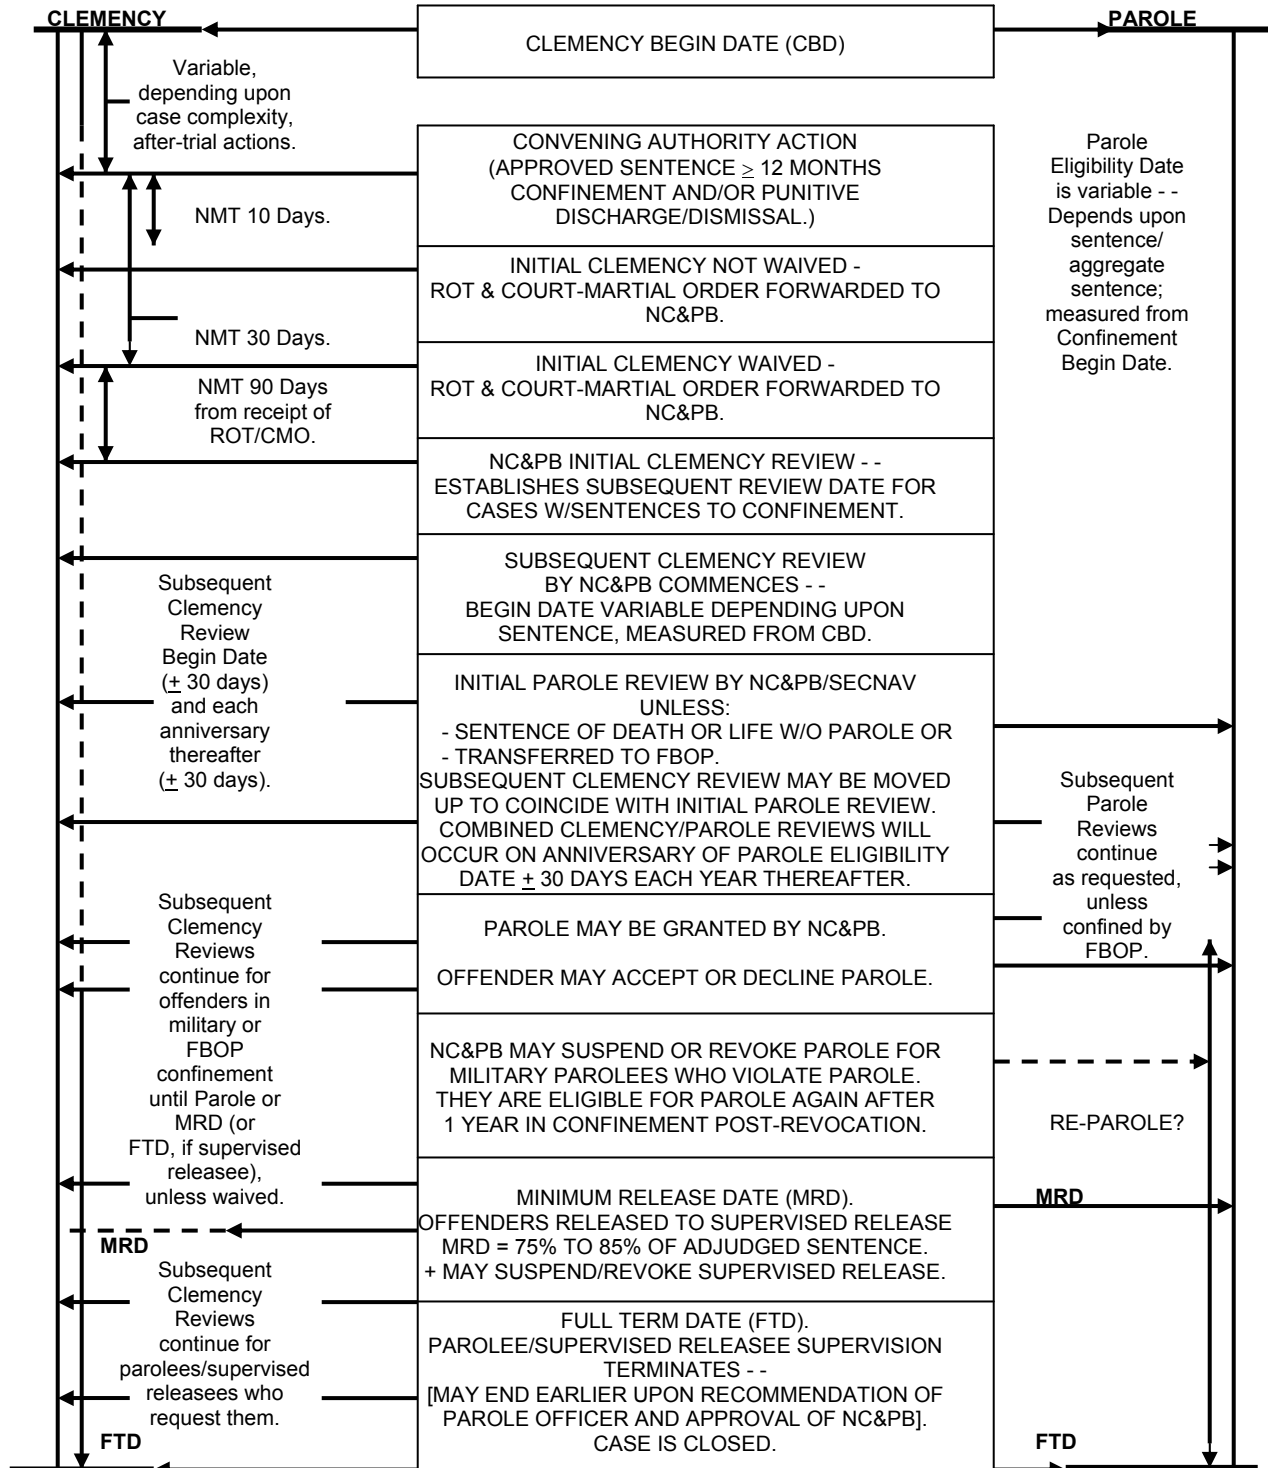 CLEMENCY
PAROLE
CLEMENCY BEGIN DATE (CBD)
Variable,
depending upon
case complexity,
after-trial actions.
CONVENING AUTHORITY ACTION
(APPROVED SENTENCE ≥ 12 MONTHS
CONFINEMENT AND/OR PUNITIVE
DISCHARGE/DISMISSAL.)
Parole
Eligibility Date
is variable - -
Depends upon
sentence/
aggregate
sentence;
measured from
Confinement
Begin Date.
NMT 10 Days.
INITIAL CLEMENCY NOT WAIVED -
ROT & COURT-MARTIAL ORDER FORWARDED TO
NC&PB.
NMT 30 Days.
INITIAL CLEMENCY WAIVED -
ROT & COURT-MARTIAL ORDER FORWARDED TO
NC&PB.
NMT 90 Days
from receipt of
ROT/CMO.
NC&PB INITIAL CLEMENCY REVIEW - -
ESTABLISHES SUBSEQUENT REVIEW DATE FOR
CASES W/SENTENCES TO CONFINEMENT.
SUBSEQUENT CLEMENCY REVIEW
BY NC&PB COMMENCES - -
BEGIN DATE VARIABLE DEPENDING UPON
SENTENCE, MEASURED FROM CBD.
Subsequent
Clemency
Review
Begin Date
(± 30 days)
and each
anniversary
thereafter
(± 30 days).
INITIAL PAROLE REVIEW BY NC&PB/SECNAV
UNLESS:
- SENTENCE OF DEATH OR LIFE W/O PAROLE OR
- TRANSFERRED TO FBOP.
SUBSEQUENT CLEMENCY REVIEW MAY BE MOVED
UP TO COINCIDE WITH INITIAL PAROLE REVIEW.
COMBINED CLEMENCY/PAROLE REVIEWS WILL
OCCUR ON ANNIVERSARY OF PAROLE ELIGIBILITY
DATE ± 30 DAYS EACH YEAR THEREAFTER.
Subsequent
Parole
Reviews
continue
as requested,
unless
confined by
FBOP.
Subsequent
Clemency
Reviews
continue for
offenders in
military or
FBOP
confinement
until Parole or
MRD (or
FTD, if supervised
releasee),
unless waived.
PAROLE MAY BE GRANTED BY NC&PB.
OFFENDER MAY ACCEPT OR DECLINE PAROLE.
NC&PB MAY SUSPEND OR REVOKE PAROLE FOR
MILITARY PAROLEES WHO VIOLATE PAROLE.
THEY ARE ELIGIBLE FOR PAROLE AGAIN AFTER
1 YEAR IN CONFINEMENT POST-REVOCATION.
RE-PAROLE?
MINIMUM RELEASE DATE (MRD).
OFFENDERS RELEASED TO SUPERVISED RELEASE
MRD = 75% TO 85% OF ADJUDGED SENTENCE.
+ MAY SUSPEND/REVOKE SUPERVISED RELEASE.
MRD
MRD
Subsequent
Clemency
Reviews
continue for
parolees/supervised
releasees who
request them.
FULL TERM DATE (FTD).
PAROLEE/SUPERVISED RELEASEE SUPERVISION
TERMINATES - -
[MAY END EARLIER UPON RECOMMENDATION OF
PAROLE OFFICER AND APPROVAL OF NC&PB].
CASE IS CLOSED.
FTD
FTD